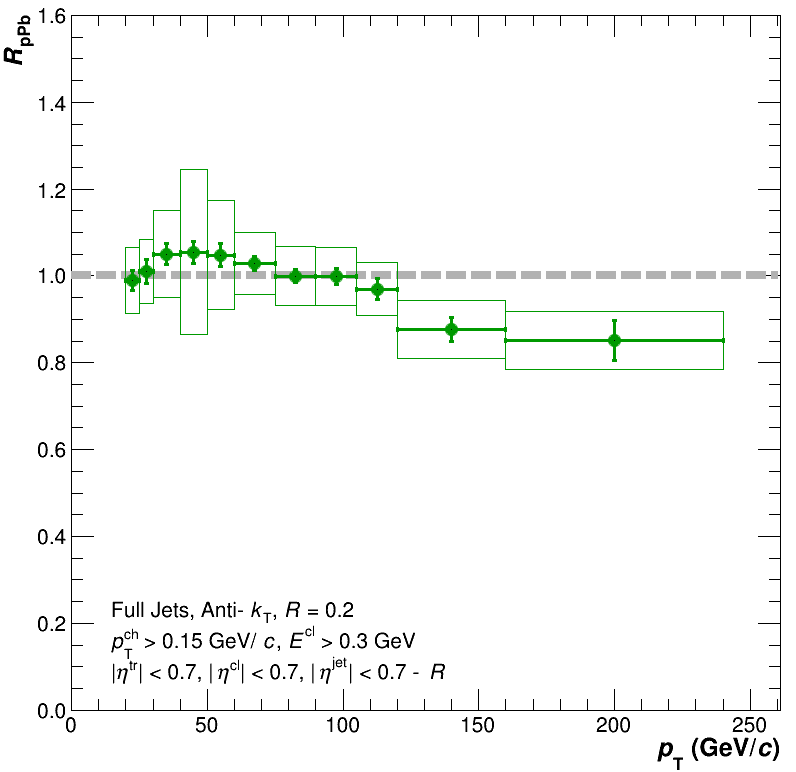 R_pPb
1.6
1.4
1.2
1.0
0.8
0.6
0.4
0.2
0.0
Full Jets, Anti- k_T, R = 0.2
p_T^ch > 0.15 GeV/ c, E^cl > 0.3 GeV
|η^tr| < 0.7, | η^cl| < 0.7, | η^jet| < 0.7 - R
0 50 100 150 200 250
p_T (GeV/c)